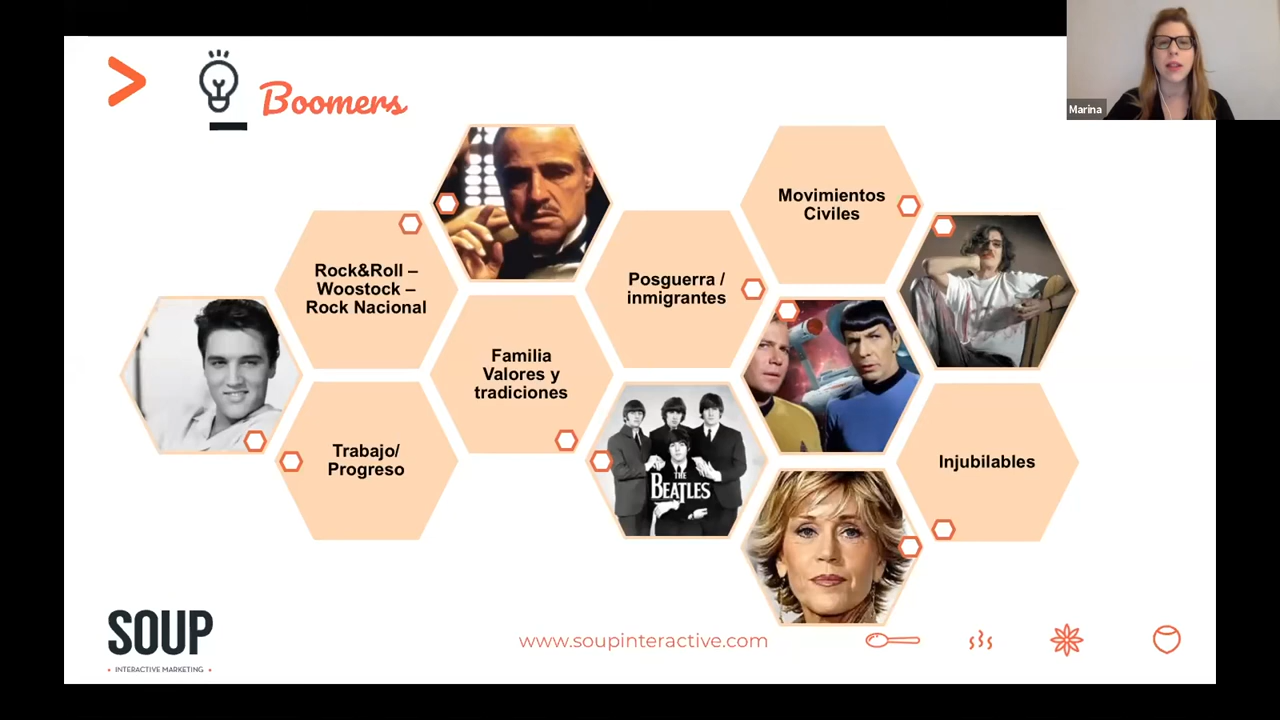 Marina
Boomers
Movimientos
Civiles
Rock&Roll –
Woostock –
Rock Nacional
Posguerra /
inmigrantes
Familia
Valores y
tradiciones
Trabajo/
Progreso
THE
BEATLES
Injubilables
SOUP
INTERACTIVE MARKETING
www.soupinteractive.com